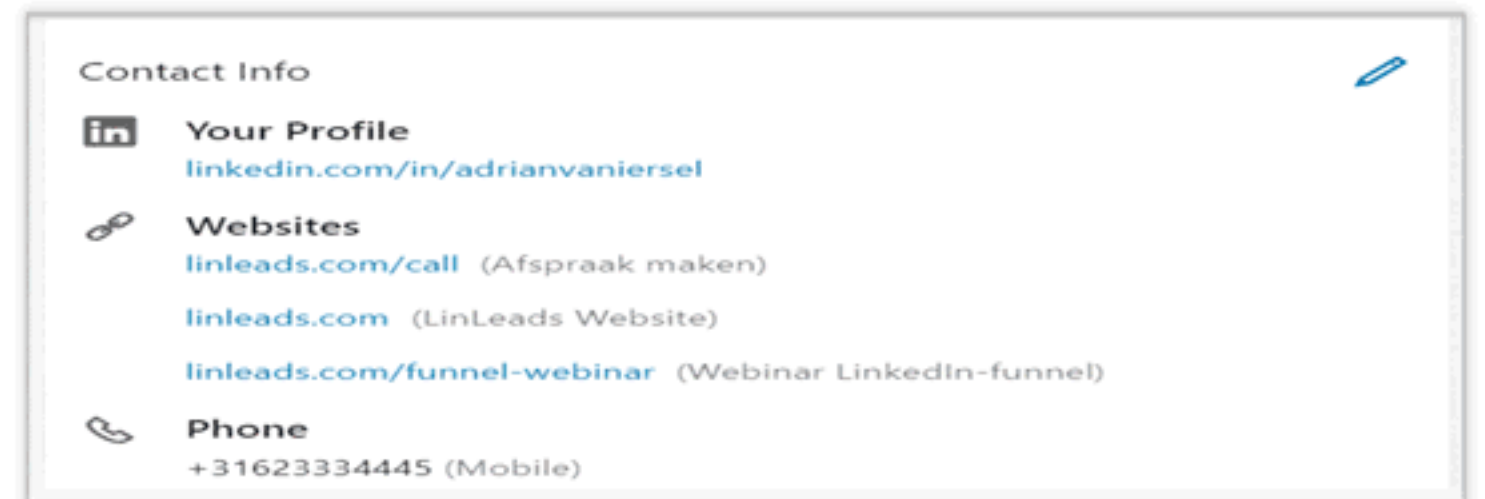 Contact Info
in
Your Profile
linkedin.com/in/adrianvaniersel
Websites
linleads.com/call (Afspraak maken)
linleads.com (LinLeads Website)
linleads.com/funnel-webinar (Webinar LinkedIn-funnel)
Phone
+31623334445 (Mobile)